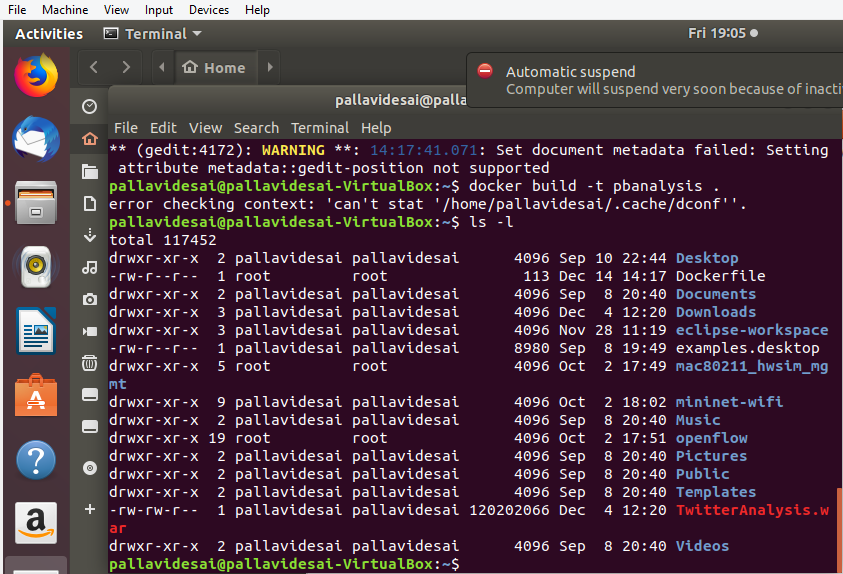 File Machine View Input Devices Help
Activities Terminal Fri 19:05
Home
Automatic suspend
Computer will suspend very soon because of inacti
pallavidesai@palla
File Edit View Search Terminal Help
** (gedit:4172): WARNING **: 14:17:41.071: Set document metadata failed: Setting
attribute metadata::gedit-position not supported
pallavidesai@pallavidesai-VirtualBox:~$ docker build -t pbanalysis .
error checking context: 'can't stat '/home/pallavidesai/.cache/dconf''.
pallavidesai@pallavidesai-VirtualBox:~$ ls -l
total 117452
drwxr-xr-x 2 pallavidesai pallavidesai 4096 Sep 10 22:44 Desktop
-rw-r--r-- 1 root root 113 Dec 14 14:17 Dockerfile
drwxr-xr-x 2 pallavidesai pallavidesai 4096 Sep 8 20:40 Documents
drwxr-xr-x 3 pallavidesai pallavidesai 4096 Dec 4 12:20 Downloads
drwxr-xr-x 3 pallavidesai pallavidesai 4096 Nov 28 11:19 eclipse-workspace
-rw-r--r-- 1 pallavidesai pallavidesai 8980 Sep 8 19:49 examples.desktop
drwxr-xr-x 5 root root 4096 Oct 2 17:49 mac80211_hwsim_mg
mt
drwxr-xr-x 9 pallavidesai pallavidesai 4096 Oct 2 18:02 mininet-wifi
drwxr-xr-x 2 pallavidesai pallavidesai 4096 Sep 8 20:40 Music
drwxr-xr-x 19 root root 4096 Oct 2 17:51 openflow
drwxr-xr-x 2 pallavidesai pallavidesai 4096 Sep 8 20:40 Pictures
drwxr-xr-x 2 pallavidesai pallavidesai 4096 Sep 8 20:40 Public
drwxr-xr-x 2 pallavidesai pallavidesai 4096 Sep 8 20:40 Templates
-rw-rw-r-- 1 pallavidesai pallavidesai 120202066 Dec 4 12:20 TwitterAnalysis.w
ar
drwxr-xr-x 2 pallavidesai pallavidesai 4096 Sep 8 20:40 Videos
pallavidesai@pallavidesai-VirtualBox:~$